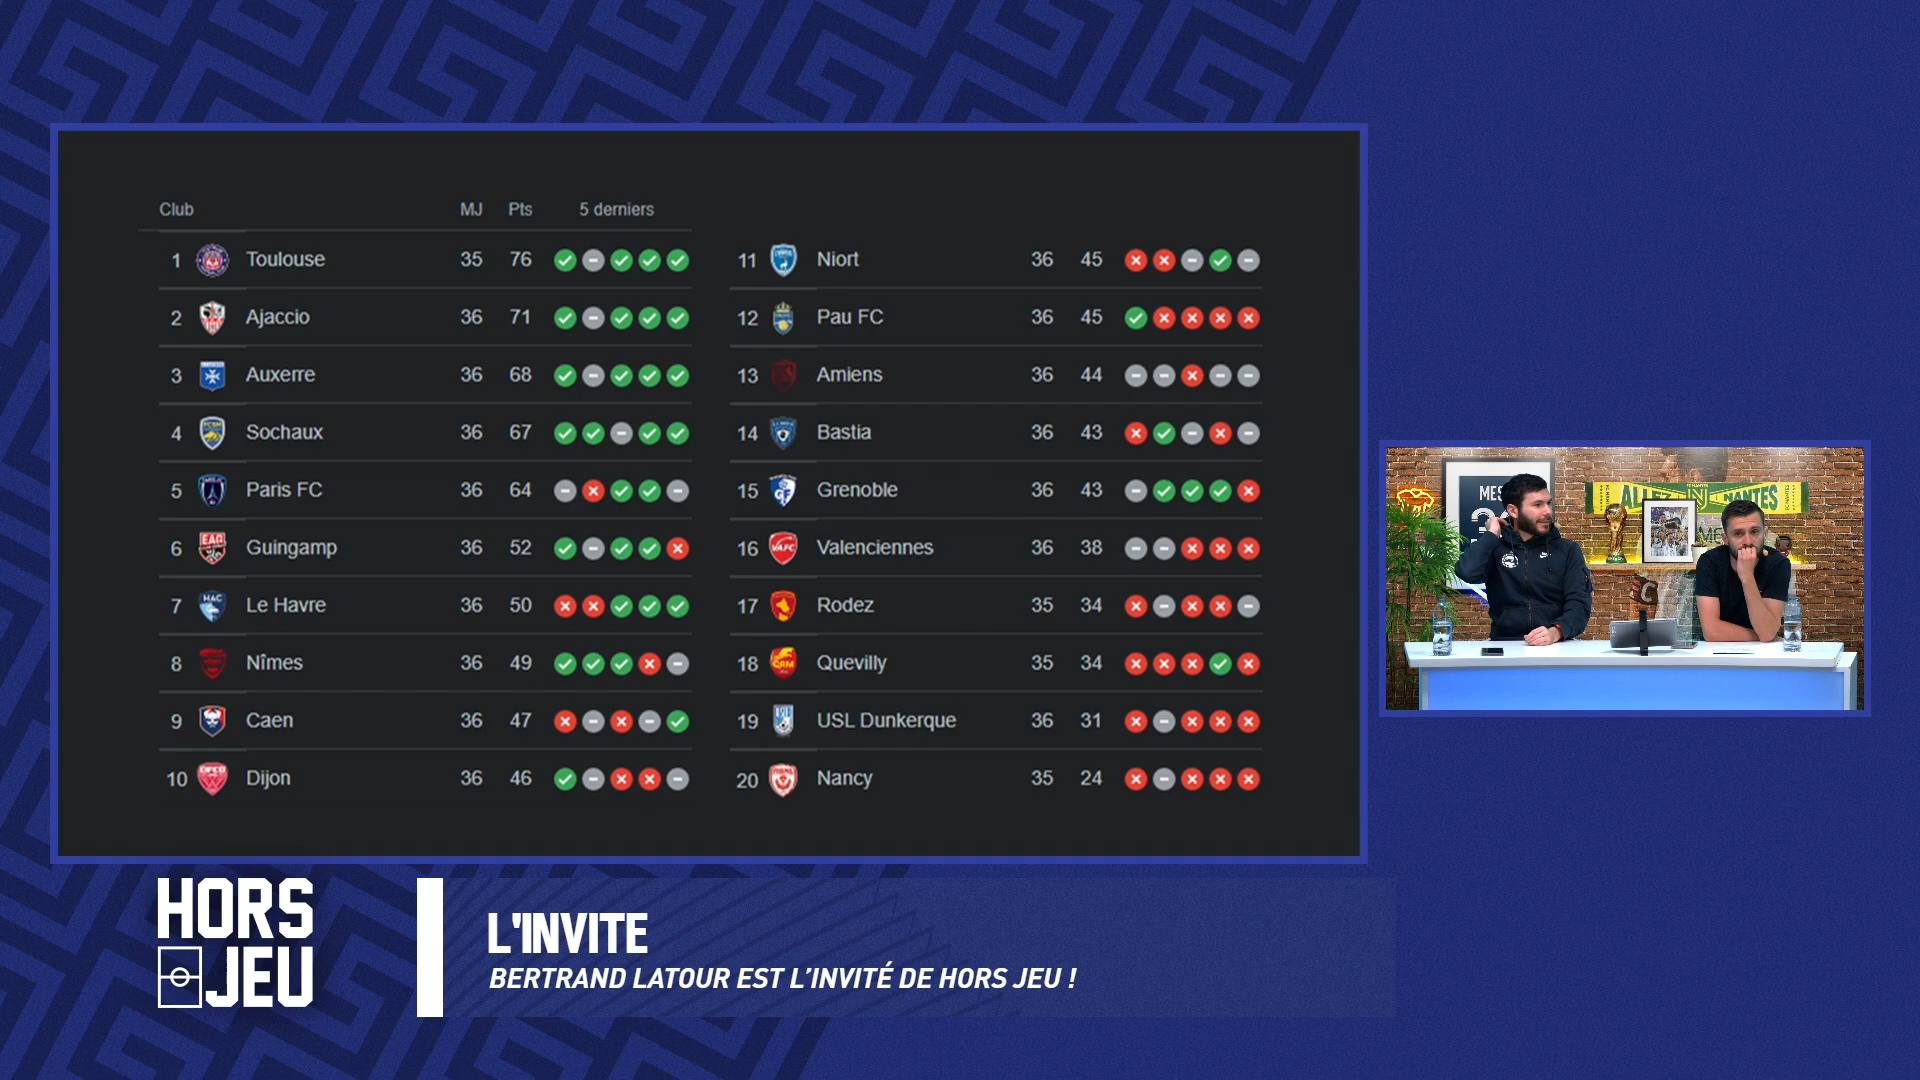 Club MJ Pts 5 derniers
1 Toulouse 35 76
2 Ajaccio 36 71
3 Auxerre 36 68
4 Sochaux 36 67
5 Paris FC 36 64
6 Guingamp 36 52
7 Le Havre 36 50
8 Nîmes 36 49
9 Caen 36 47
10 Dijon 36 46
11 Niort 36 45
12 Pau FC 36 45
13 Amiens 36 44
14 Bastia 36 43
15 Grenoble 36 43
16 Valenciennes 36 38
17 Rodez 35 34
18 Quevilly 35 34
19 USL Dunkerque 36 31
20 Nancy 35 24
MES
ALLEZ NANTES
HORS
JEU
L'INVITE
BERTRAND LATOUR EST L'INVITÉ DE HORS JEU !